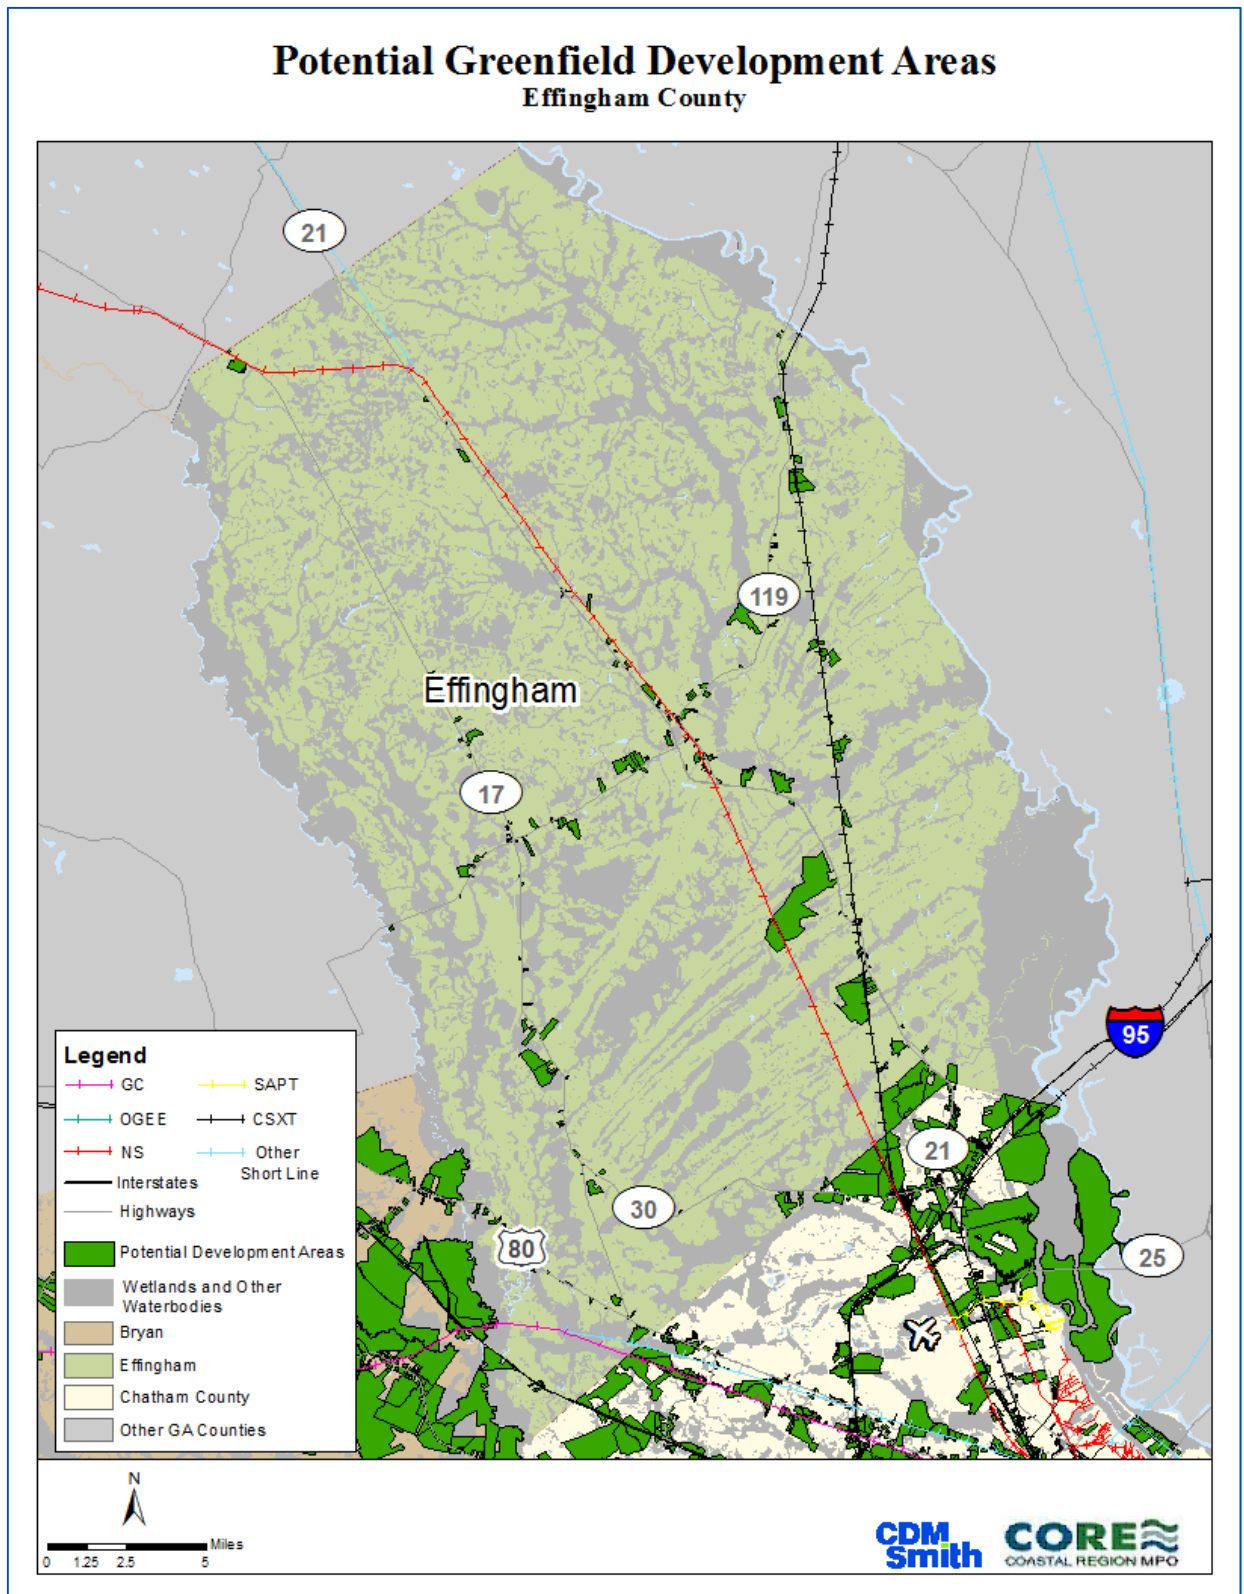 Potential Greenfield Development Areas
Effingham County
21
119
Effingham
17
95
Legend
GC
SAPT
OGEE
CSXT
NS
Other
Short Line
Interstates
Highways
Potential Development Areas
Wetlands and Other
Waterbodies
Bryan
Effingham
Chatham County
Other GA Counties
21
30
80
25
N
Miles
0 1.25 2.5 5
CDM
Smith
CORE
COASTAL REGION MPO